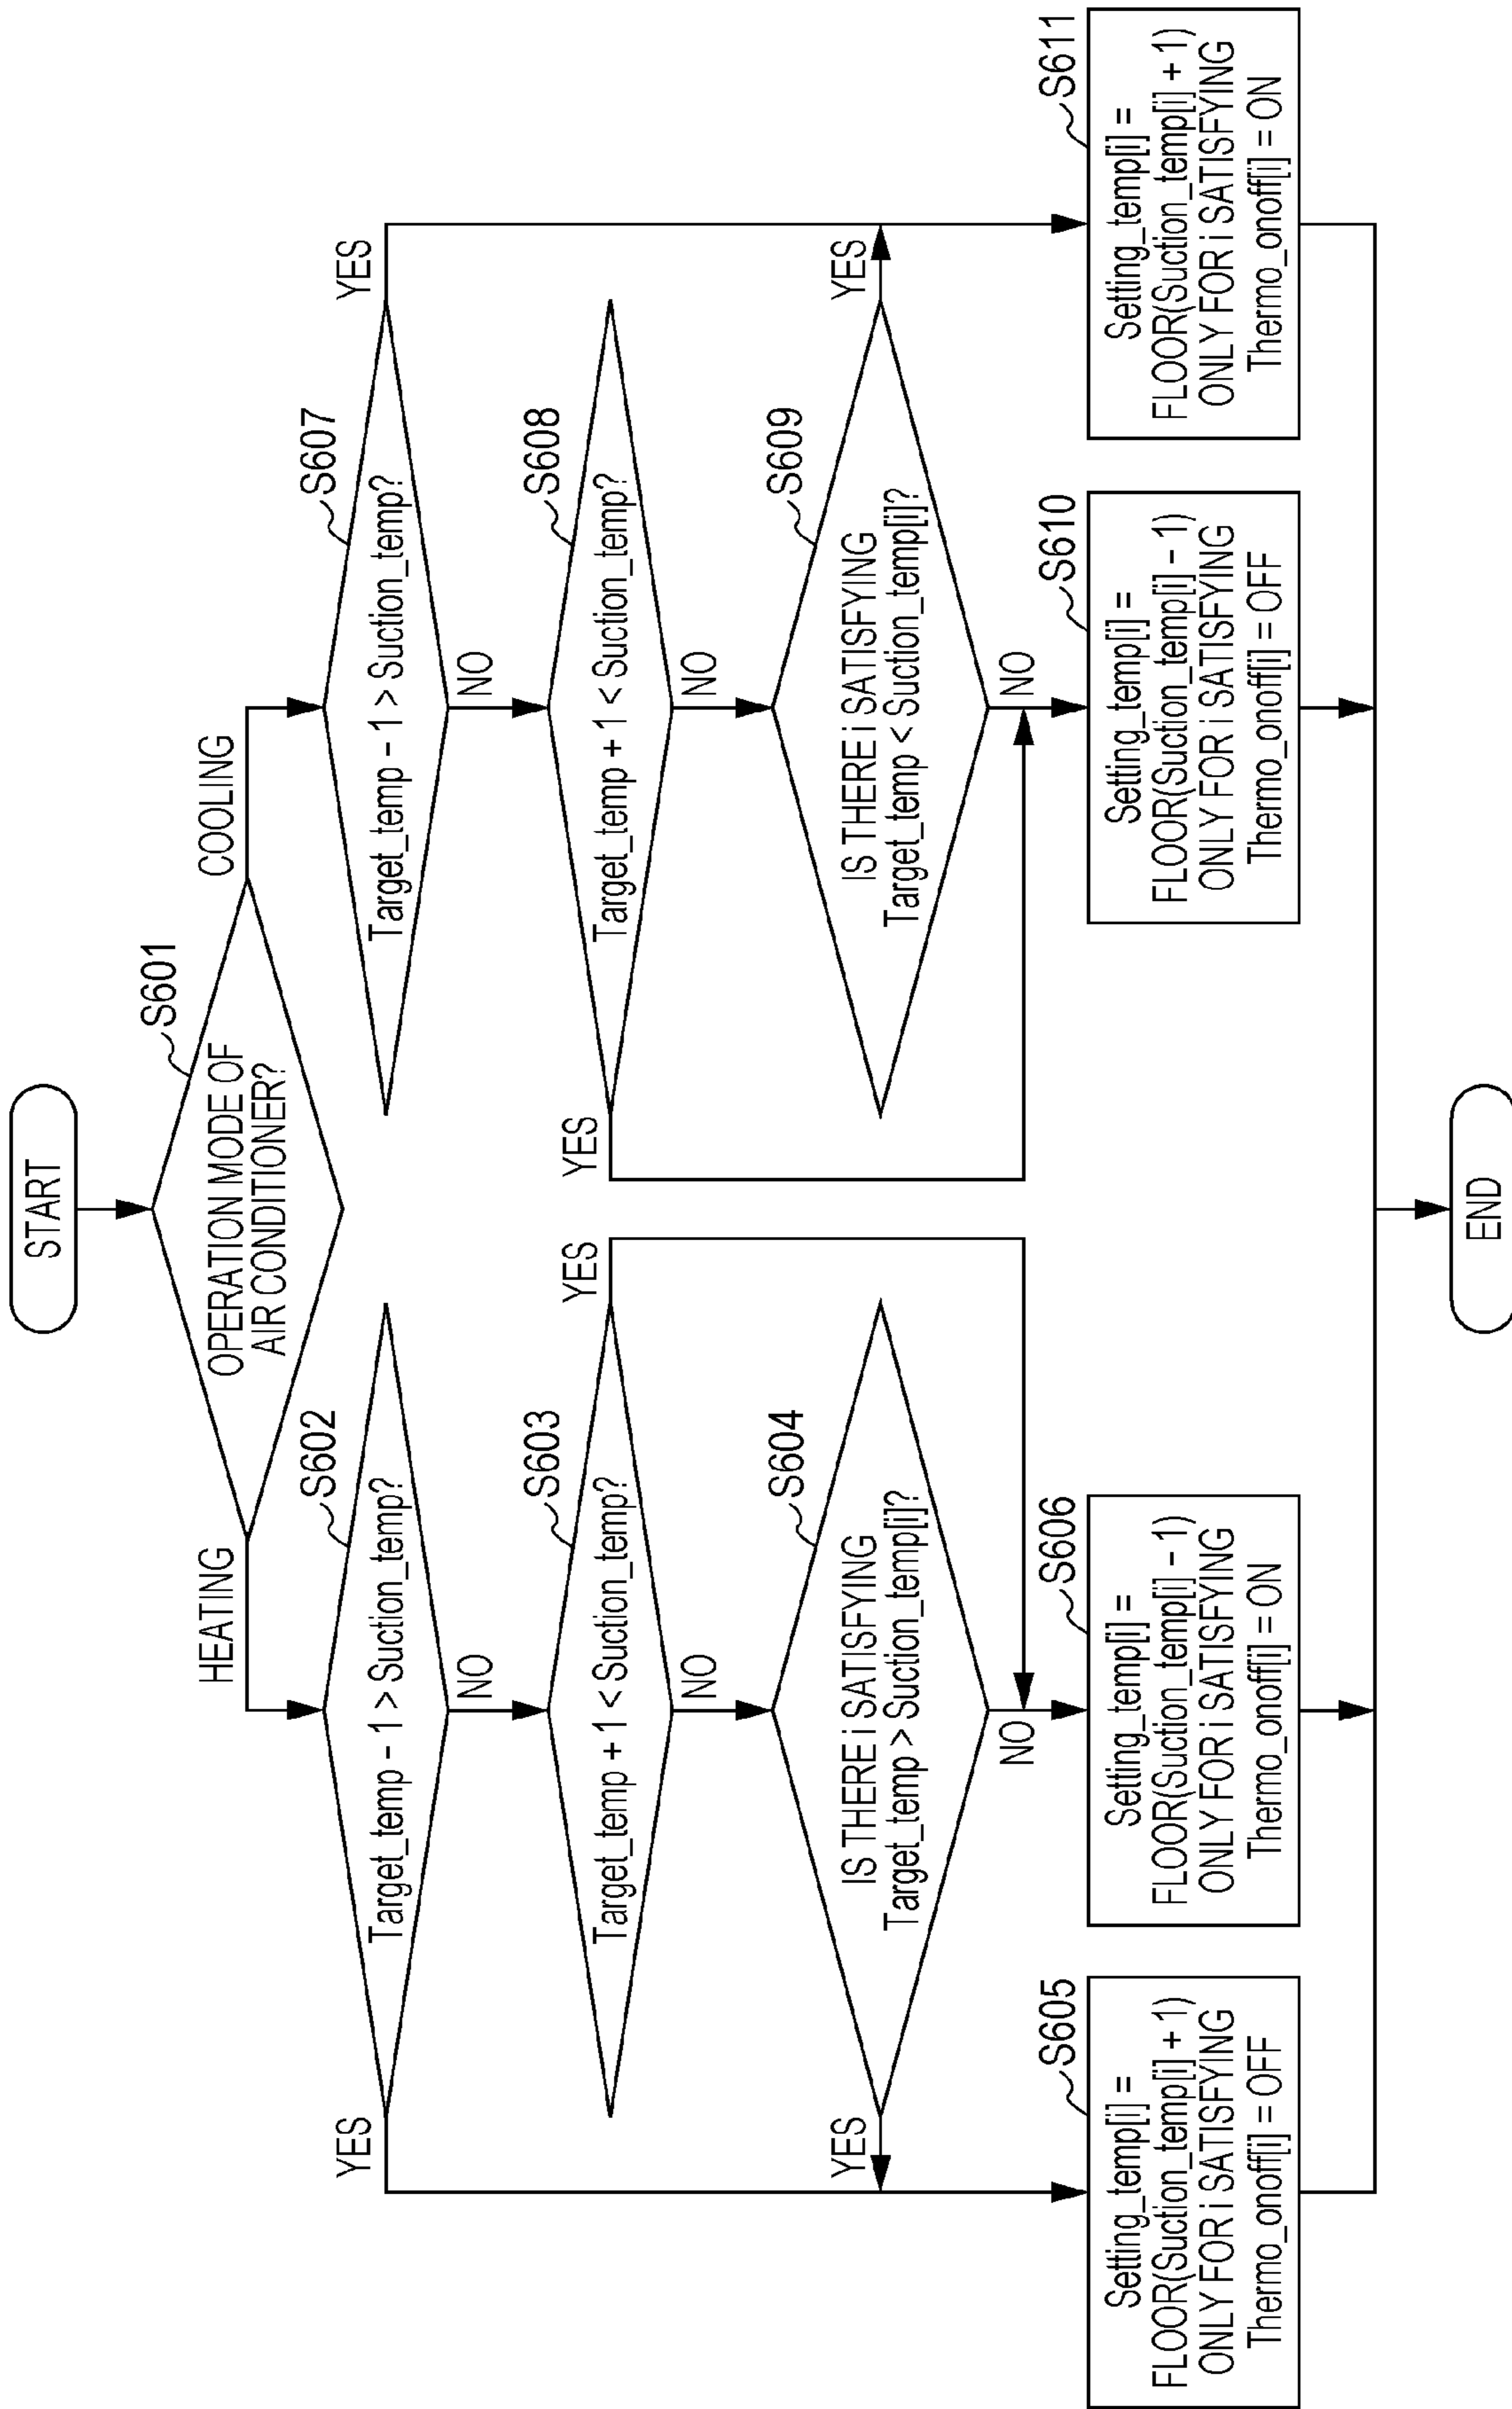 START
S601
OPERATION MODE OF
AIR CONDITIONER?
HEATING
COOLING
S602
Target_temp - 1 > Suction_temp?
YES
NO
S603
Target_temp + 1 < Suction_temp?
YES
NO
S604
IS THERE i SATISFYING
Target_temp > Suction_temp[i]?
YES
NO
S605
Setting_temp[i] =
FLOOR(Suction_temp[i] + 1)
ONLY FOR i SATISFYING
Thermo_onoff[i] = OFF
S606
Setting_temp[i] =
FLOOR(Suction_temp[i] - 1)
ONLY FOR i SATISFYING
Thermo_onoff[i] = ON
S607
Target_temp - 1 > Suction_temp?
YES
NO
S608
Target_temp + 1 < Suction_temp?
YES
NO
S609
IS THERE i SATISFYING
Target_temp < Suction_temp[i]?
YES
NO
S610
Setting_temp[i] =
FLOOR(Suction_temp[i] - 1)
ONLY FOR i SATISFYING
Thermo_onoff[i] = OFF
S611
Setting_temp[i] =
FLOOR(Suction_temp[i] + 1)
ONLY FOR i SATISFYING
Thermo_onoff[i] = ON
END